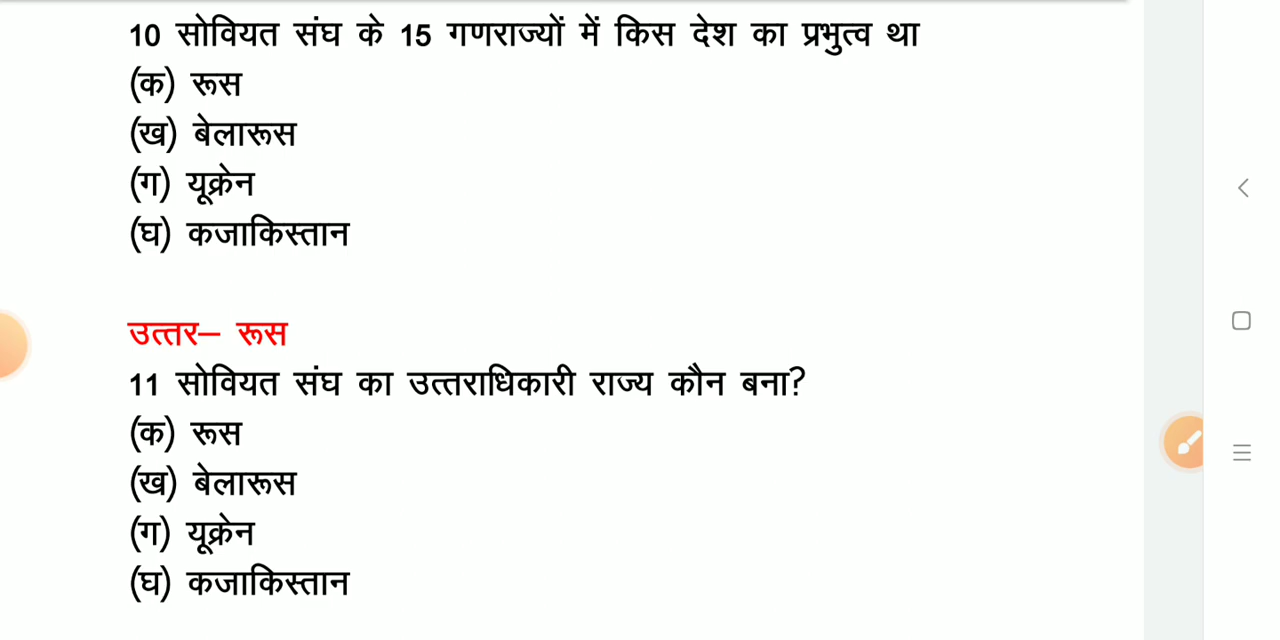 10 सोवियत संघ के 15 गणराज्यों में किस देश का प्रभुत्व था
(क) रूस
(ख) बेलारूस
(ग) यूक्रेन
(घ) कजाकिस्तान
उत्तर– रूस
11 सोवियत संघ का उत्तराधिकारी राज्य कौन बना?
(क) रूस
(ख) बेलारूस
(ग) यूक्रेन
(घ) कजाकिस्तान